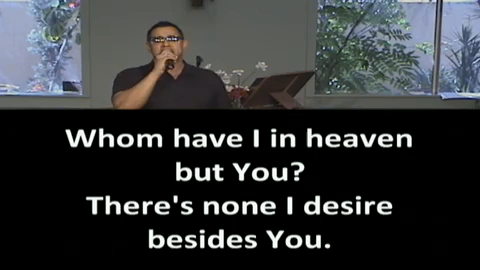 Whom have I in heaven
but You?
There's none I desire
besides You.